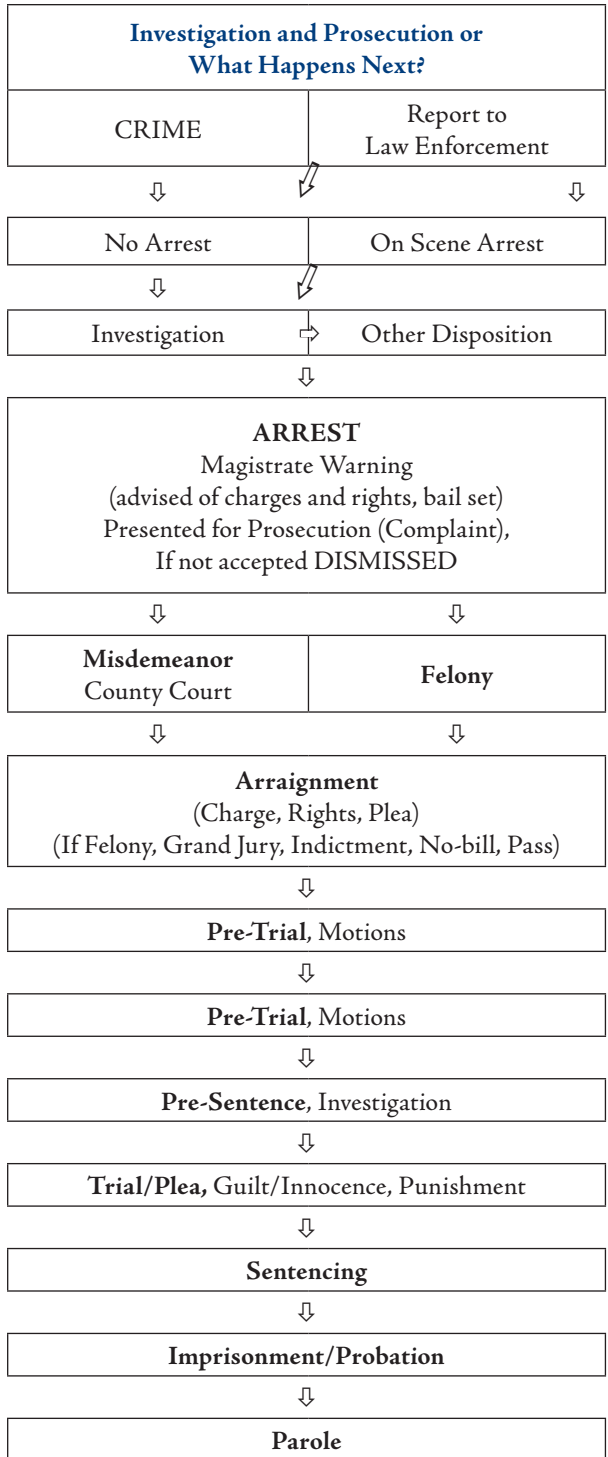 Investigation and Prosecution or
What Happens Next?
CRIME
Report to
Law Enforcement
⇩ ⇩ ⇩
No Arrest
On Scene Arrest
⇩ ⇩
Investigation
⇨
Other Disposition
⇩
ARREST
Magistrate Warning
(advised of charges and rights, bail set)
Presented for Prosecution (Complaint),
If not accepted DISMISSED
⇩ ⇩
Misdemeanor
County Court
Felony
⇩ ⇩
Arraignment
(Charge, Rights, Plea)
(If Felony, Grand Jury, Indictment, No-bill, Pass)
⇩
Pre-Trial, Motions
⇩
Pre-Trial, Motions
⇩
Pre-Sentence, Investigation
⇩
Trial/Plea, Guilt/Innocence, Punishment
⇩
Sentencing
⇩
Imprisonment/Probation
⇩
Parole